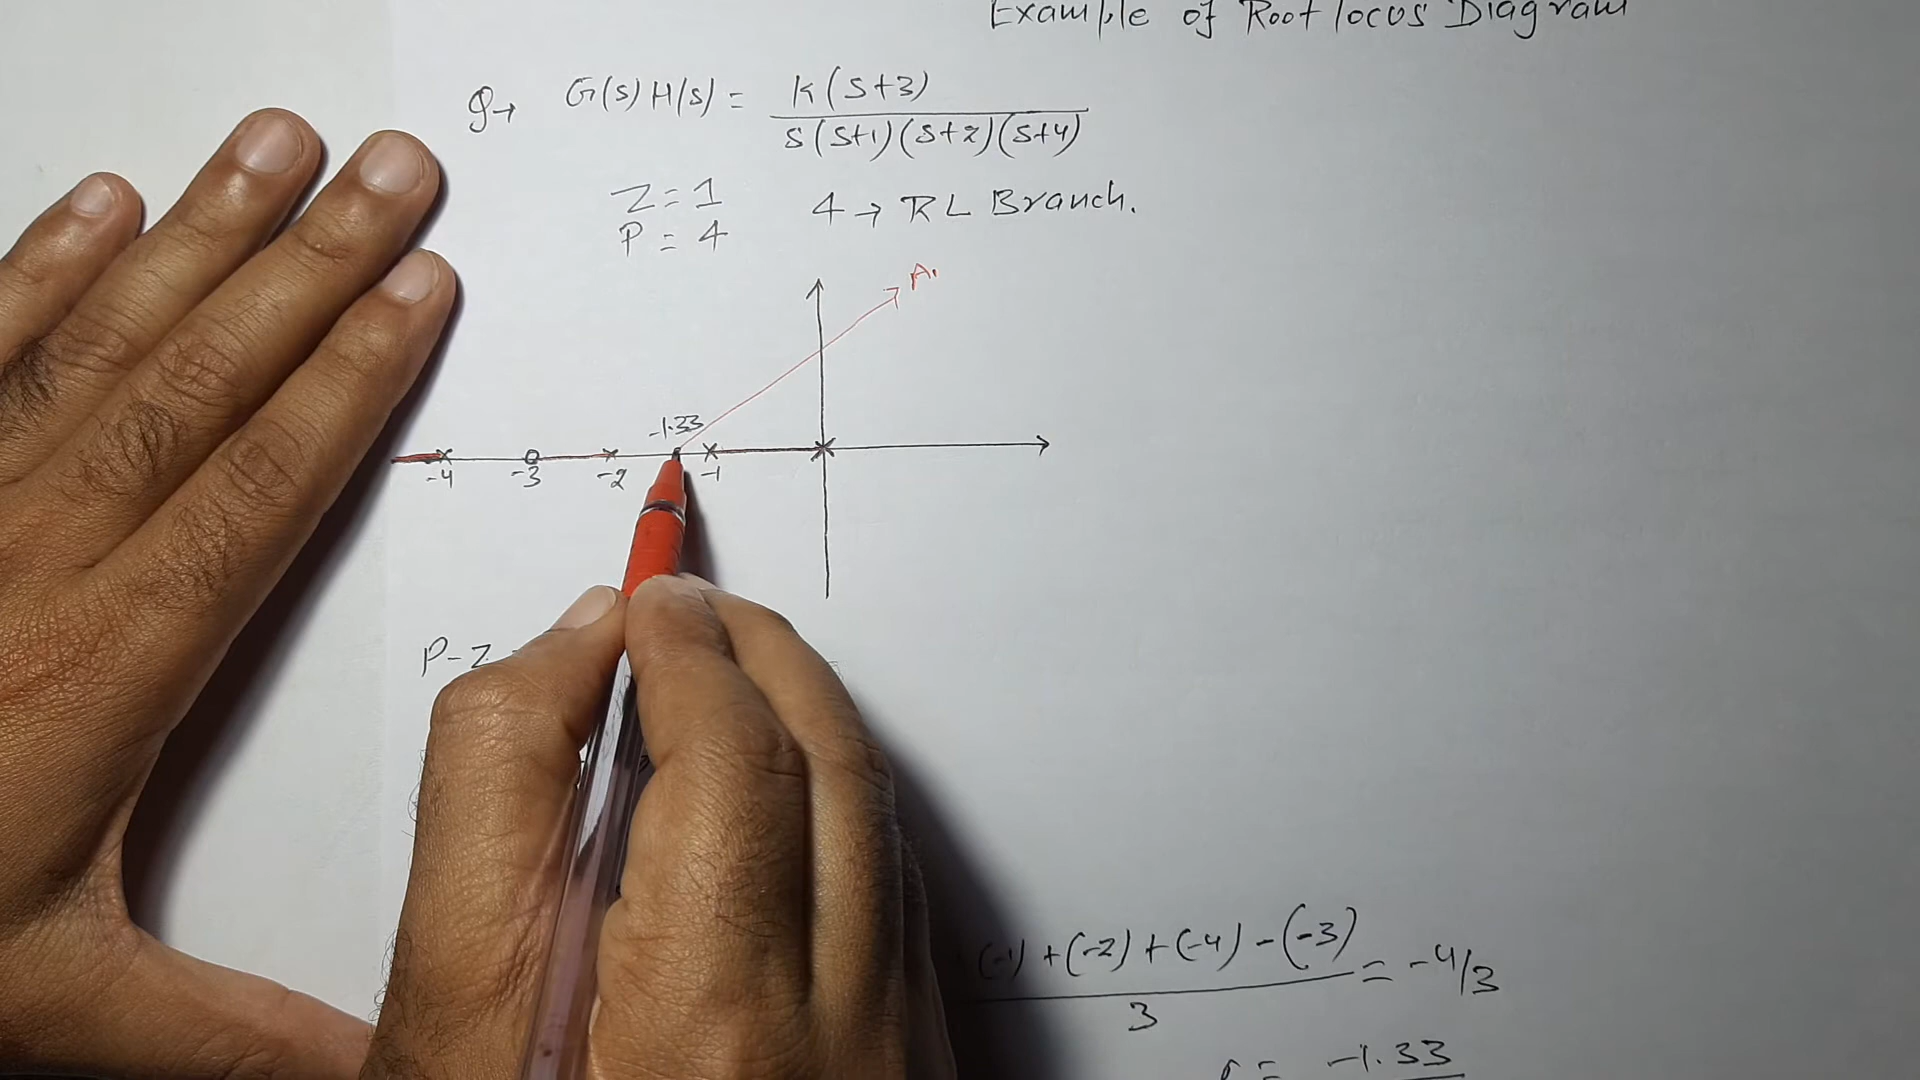 Example of Root locus Diagram
Q→ G(s) H(s) = K(S+3)
S(S+1)(S+2)(S+4)
Z = 1
P = 4
4 → RL Branch.
A1
-1.33
-4 -3 -2 -1
P-Z
(-1) + (-2) + (-4) - (-3) = -4/3
3
-1.33